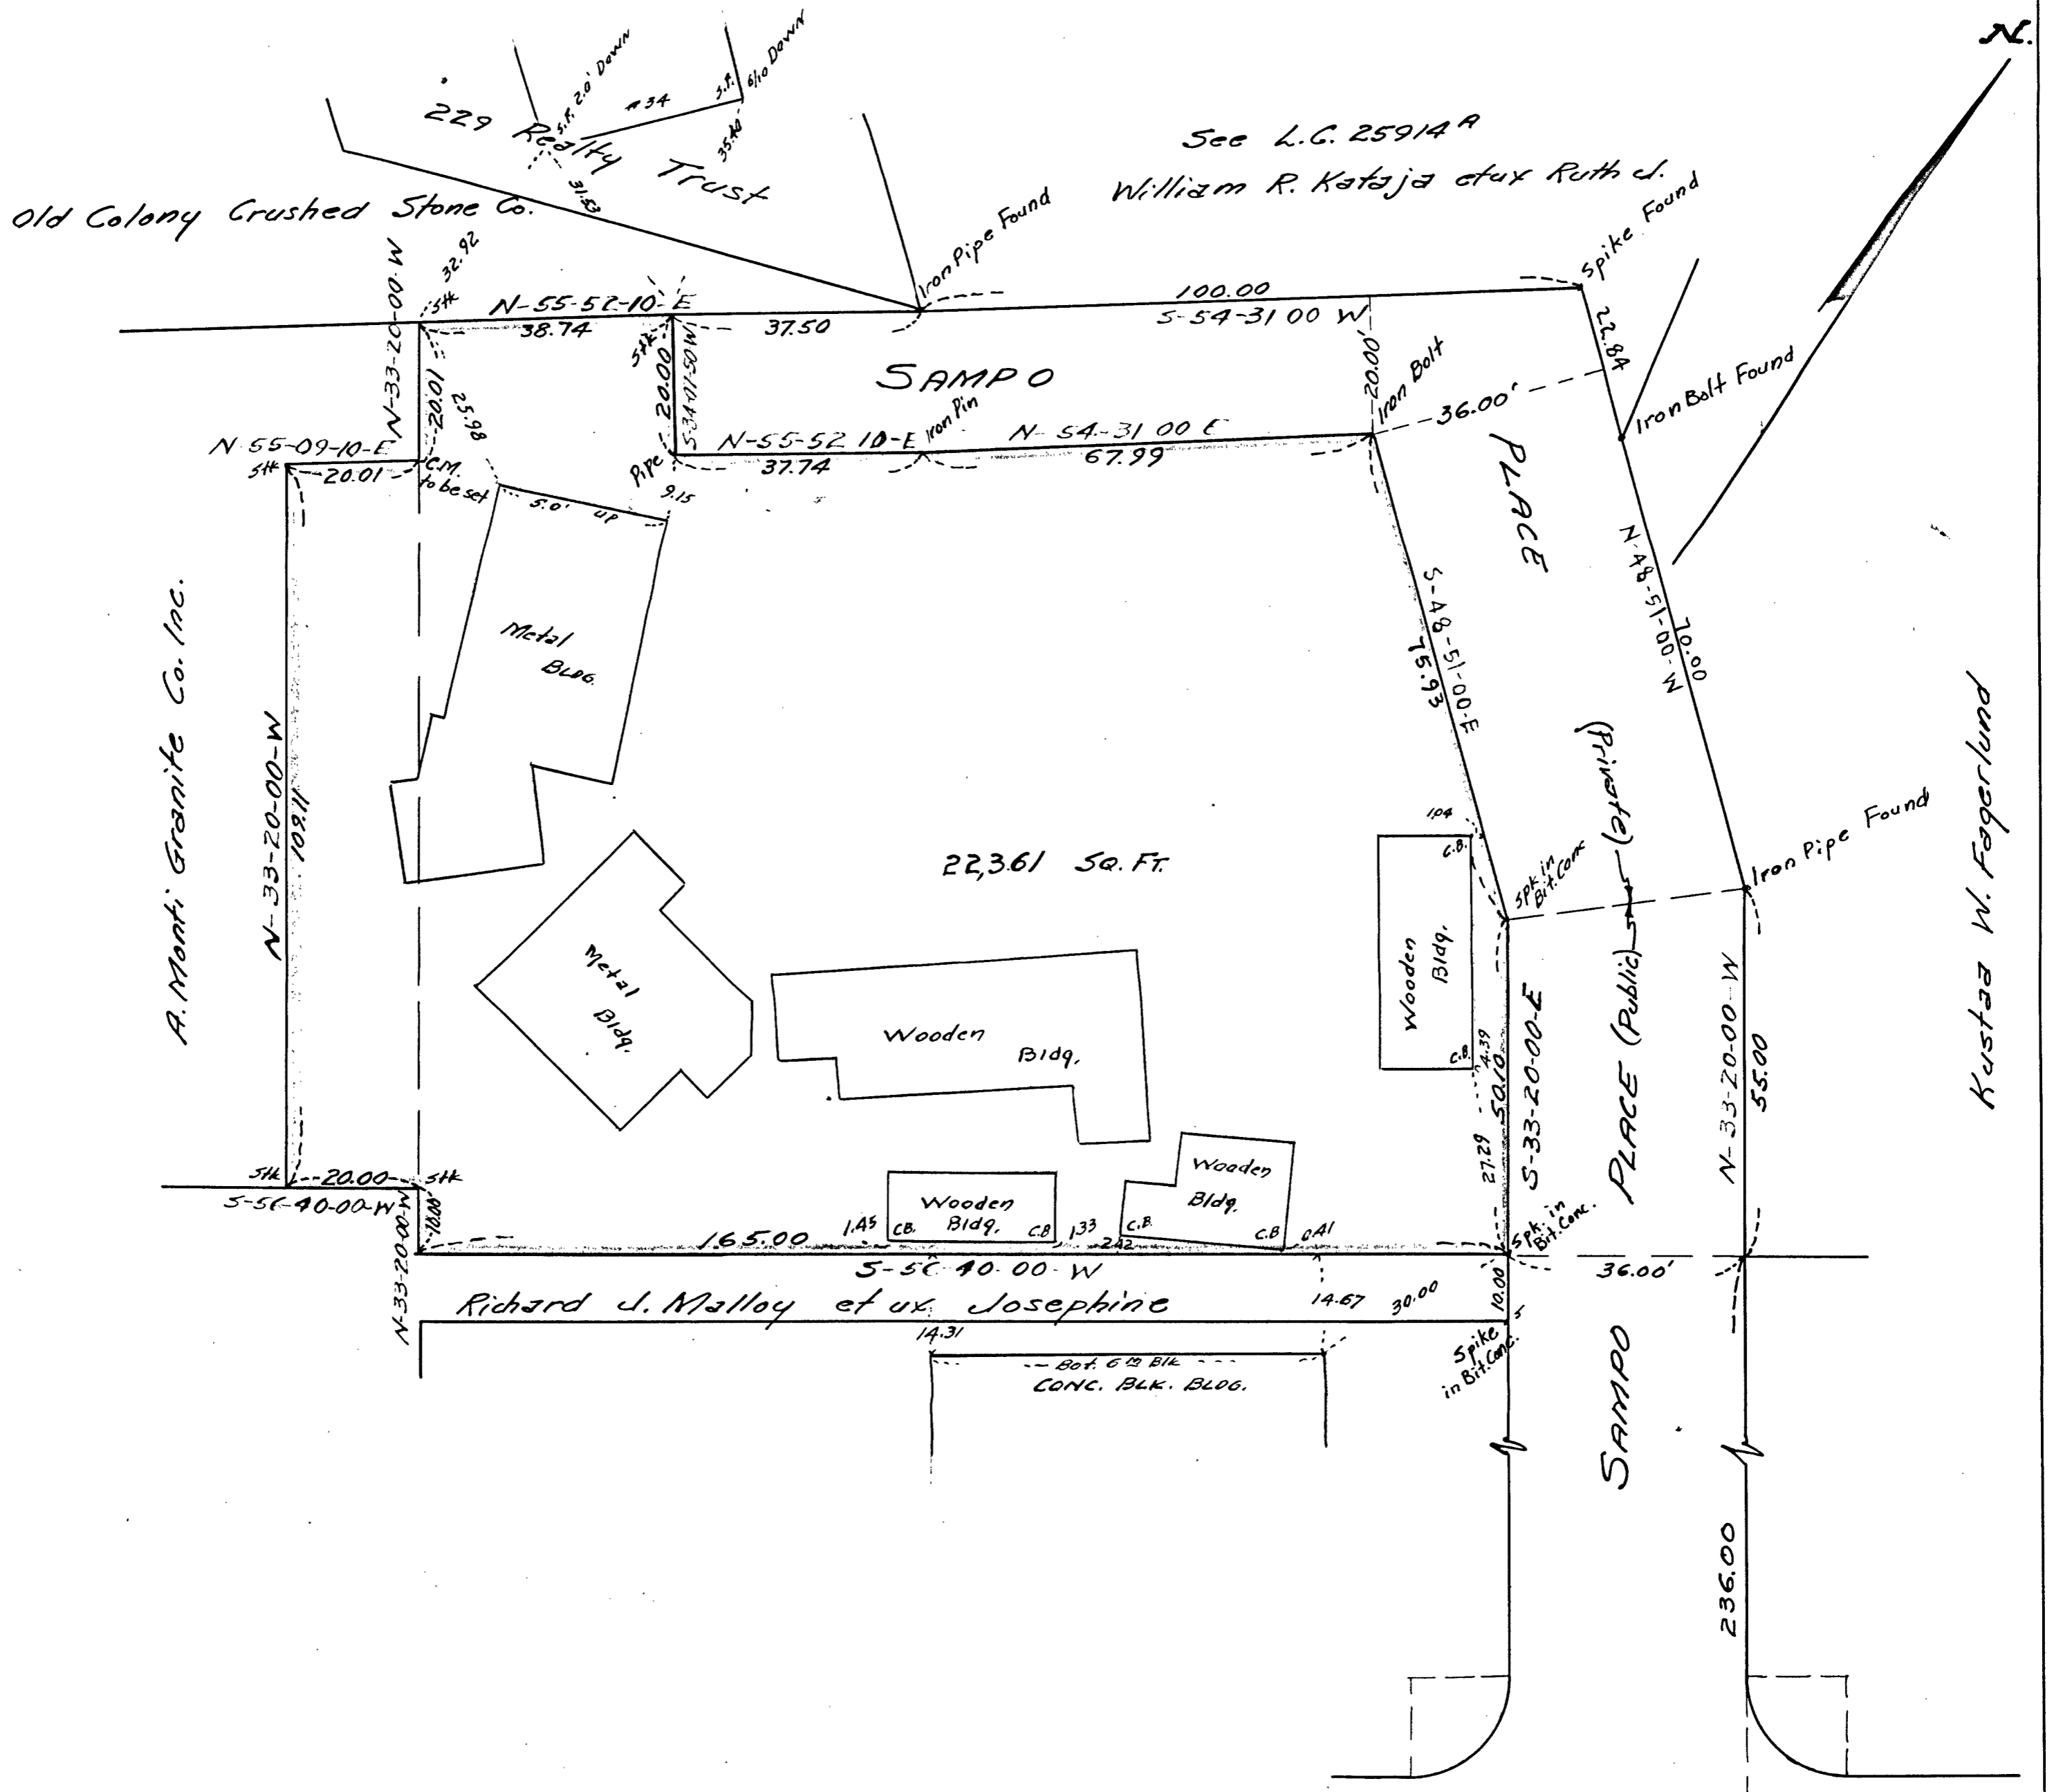 N.
229 Realty Trust
S.P. 2.0' Down
#34
S.P. 6/10 Down
35.40
31.53
See L.C. 25914 A
William R. Kataja etux Ruth J.
Old Colony Crushed Stone Co.
Iron Pipe Found
Spike Found
32.92
Stk
N-33-20-00-W
N-55-52-10-E
38.74
37.50
100.00
S-54-31 00 W
22.84
20.01
25.98
Stk
20.00
S-34-07-50W
SAMPO
20.00'
Iron Bolt
36.00'
Iron Bolt Found
N-55-09-10-E
Stk
20.01
C.M.
to be set
Pipe
N-55-52 10-E
37.74
Iron Pin
N-54-31 00 E
67.99
PLACE
9.15
5.0' UP
Metal
BLDG.
S-48-51-00-E
75.93
N-48-51-00-W
70.00
A. Monti Granite Co. Inc.
N-33-20-00-W
109.11
Kustaa W. Fagerlund
(Private)
1.04
C.B.
Wooden
Bldg.
C.B.
Spk in
Bit. Conc
Iron Pipe Found
22,361 SQ. FT.
Metal
Bldg.
Wooden
Bldg.
4.39
50.10
27.29
S-33-20-00-E
PLACE (Public)
N-33-20-00-W
55.00
Stk
20.00
Stk
S-56-40-00-W
N-33-20-00-W
10.00
165.00
1.45
C.B.
Wooden
Bldg.
C.B
1.33
Wooden
Bldg.
C.B.
2.42
C.B
0.41
Spk. in
Bit. Conc.
S-56 40-00-W
36.00'
Richard J. Malloy et ux. Josephine
14.67
30.00
10.00
14.31
Bot. 6th Blk
CONC. BLK. BLDG.
Spike
in Bit. Conc.
SAMPO
236.00